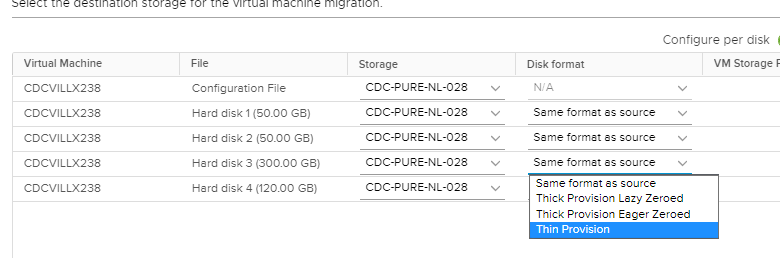 Select the destination storage for the virtual machine migration.
Configure per disk
Virtual Machine File Storage Disk format VM Storage
CDCVILLX238 Configuration File CDC-PURE-NL-028 N/A
CDCVILLX238 Hard disk 1 (50.00 GB) CDC-PURE-NL-028 Same format as source
CDCVILLX238 Hard disk 2 (50.00 GB) CDC-PURE-NL-028 Same format as source
CDCVILLX238 Hard disk 3 (300.00 GB) CDC-PURE-NL-028 Same format as source
CDCVILLX238 Hard disk 4 (120.00 GB) CDC-PURE-NL-028
Same format as source
Thick Provision Lazy Zeroed
Thick Provision Eager Zeroed
Thin Provision